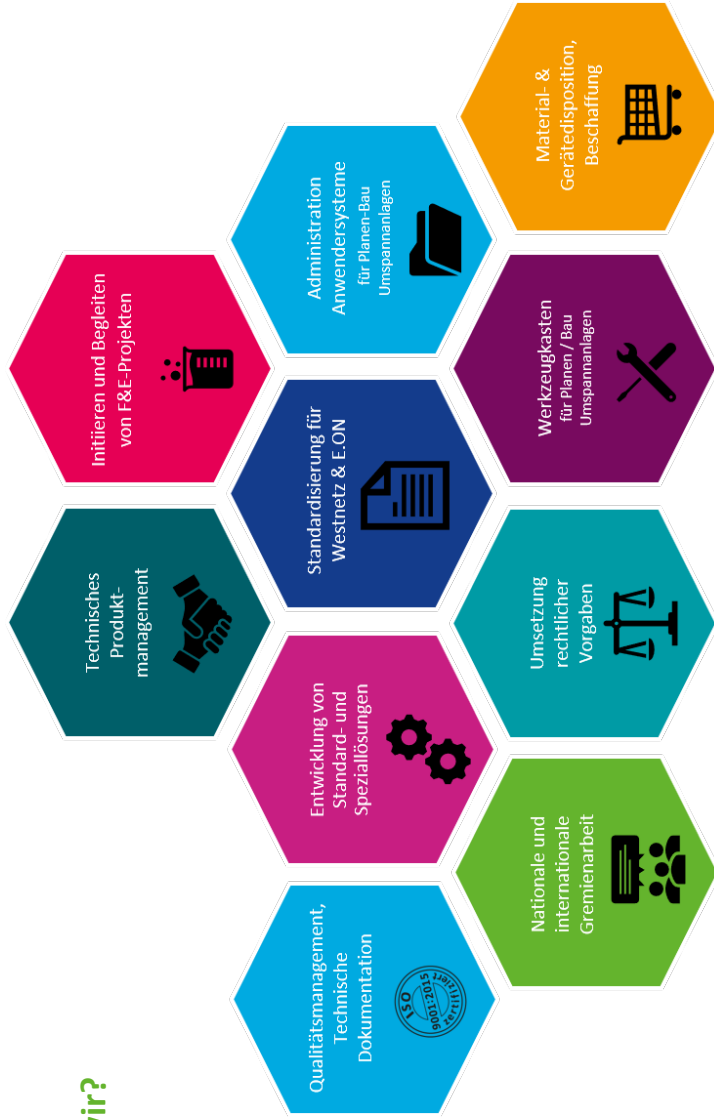 wir?
Technisches
Produkt-
management
Initiieren und Begleiten
von F&E-Projekten
Qualitätsmanagement,
Technische
Dokumentation
ISO
9001:2015
zertifiziert
Entwicklung von
Standard- und
Speziallösungen
Standardisierung für
Westnetz & E.ON
Administration
Anwendersysteme
für Planen-Bau
Umspannanlagen
Nationale und
internationale
Gremienarbeit
Umsetzung
rechtlicher
Vorgaben
Werkzeugkasten
für Planen / Bau
Umspannanlagen
Material- &
Gerätedisposition,
Beschaffung